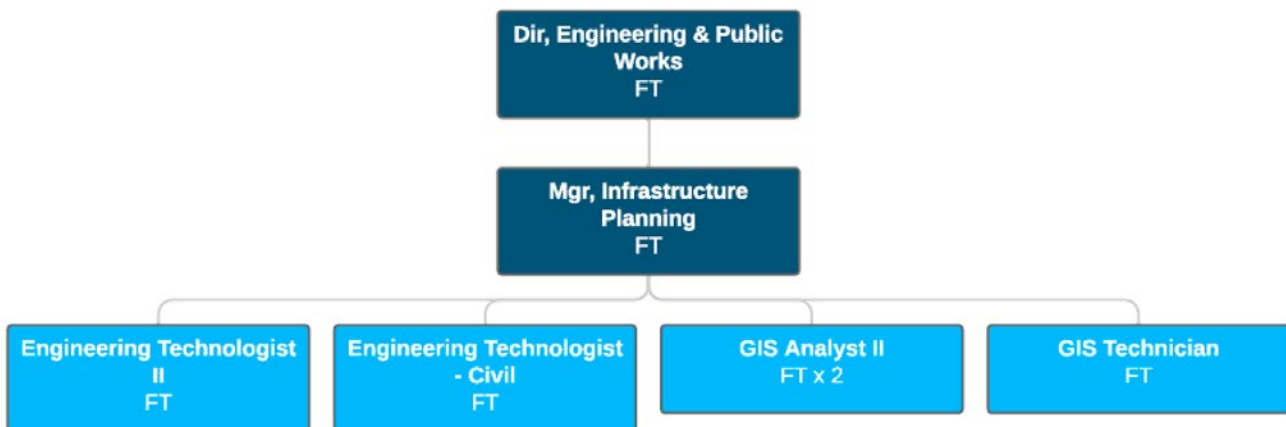 Dir, Engineering & Public
Works
FT
Mgr, Infrastructure
Planning
FT
Engineering Technologist
II
FT
Engineering Technologist
- Civil
FT
GIS Analyst II
FT x 2
GIS Technician
FT